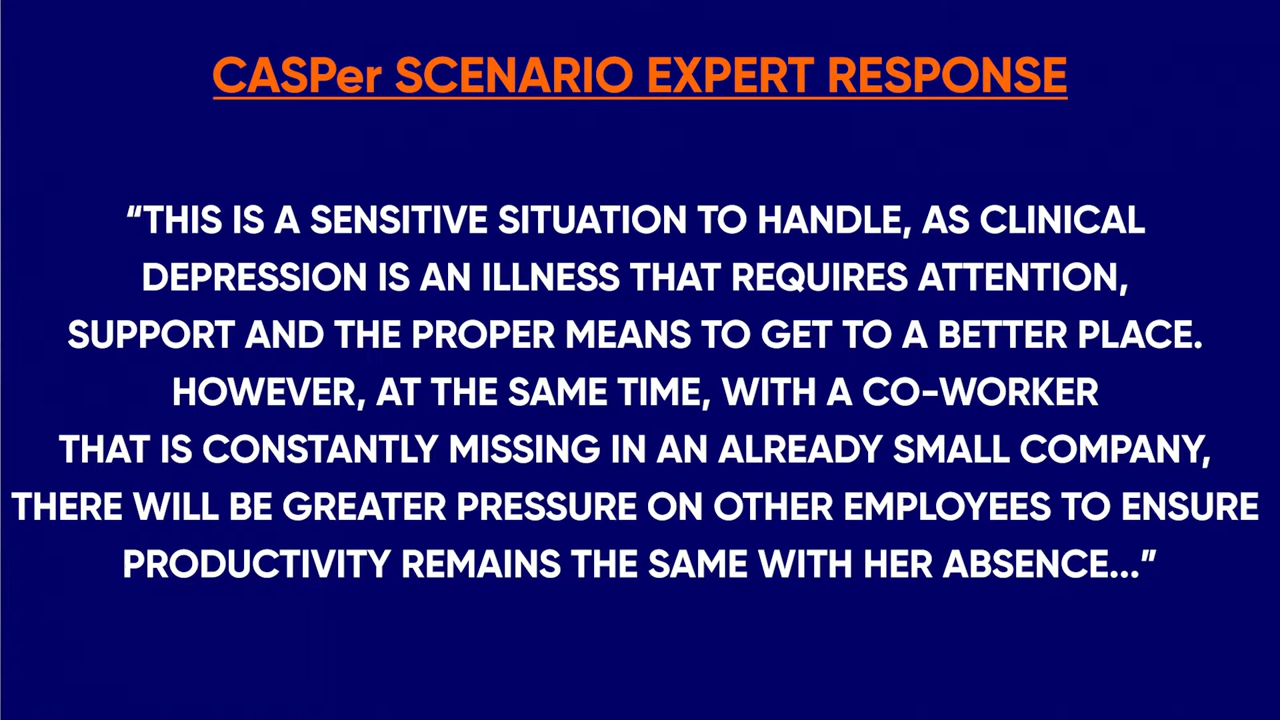 CASPer SCENARIO EXPERT RESPONSE
“THIS IS A SENSITIVE SITUATION TO HANDLE, AS CLINICAL
DEPRESSION IS AN ILLNESS THAT REQUIRES ATTENTION,
SUPPORT AND THE PROPER MEANS TO GET TO A BETTER PLACE.
HOWEVER, AT THE SAME TIME, WITH A CO-WORKER
THAT IS CONSTANTLY MISSING IN AN ALREADY SMALL COMPANY,
THERE WILL BE GREATER PRESSURE ON OTHER EMPLOYEES TO ENSURE
PRODUCTIVITY REMAINS THE SAME WITH HER ABSENCE...”